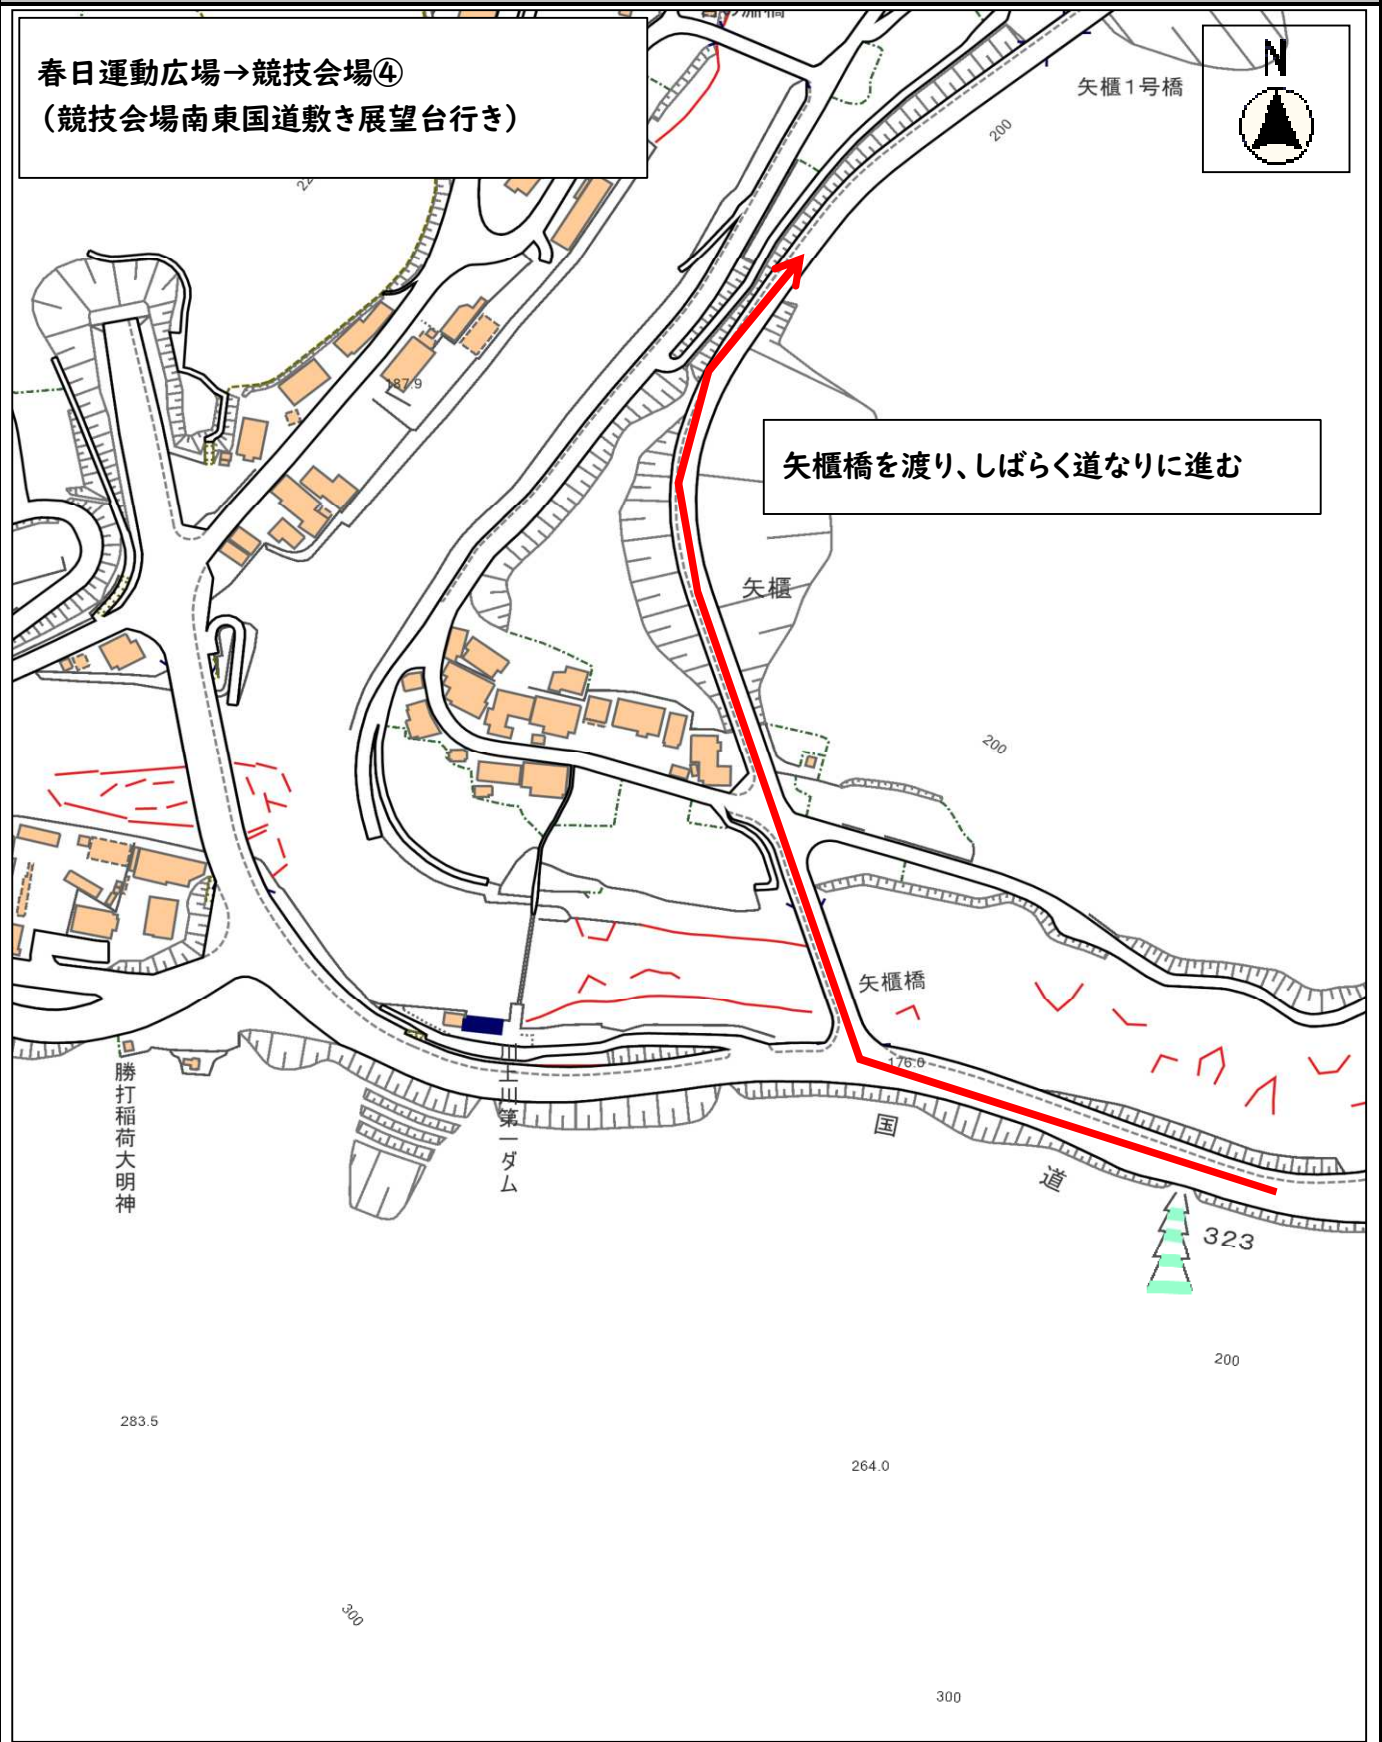 春日運動広場→競技会場④
（競技会場南東国道敷き展望台行き）
N
矢櫃1号橋
200
187.9
矢櫃橋を渡り、しばらく道なりに進む
矢櫃
200
矢櫃橋
176.0
勝打稲荷大明神
川上川第一ダム
国道
323
200
283.5
264.0
300
300